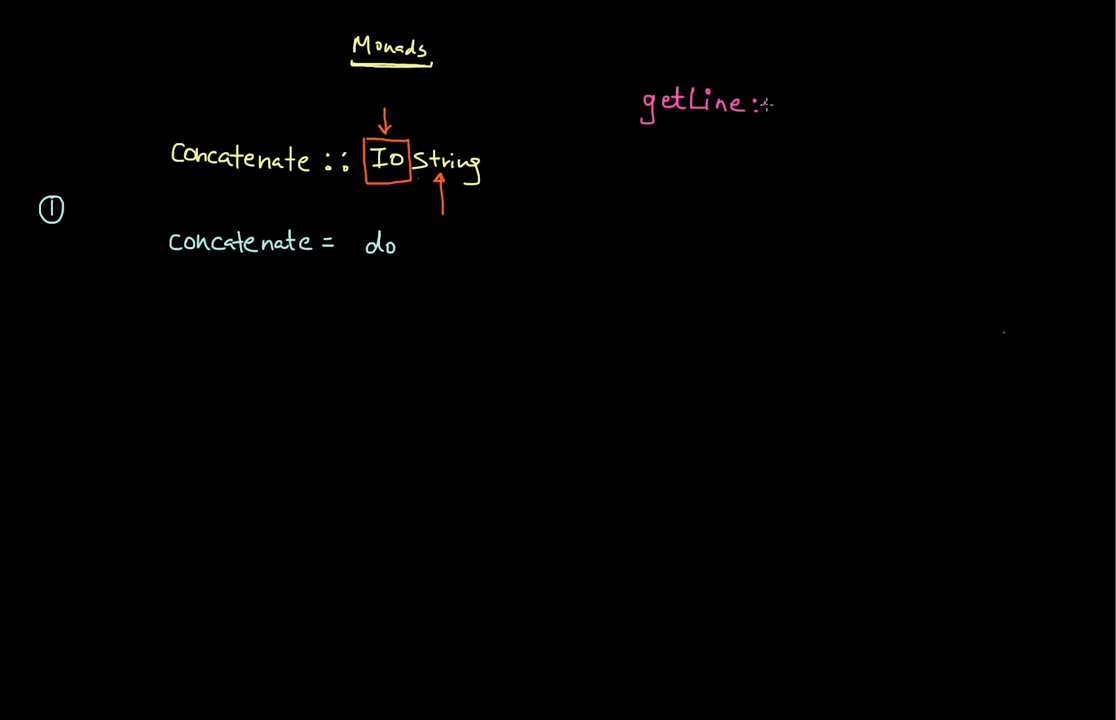 Monads
getLine::
Concatenate :: IO String
①
concatenate = do